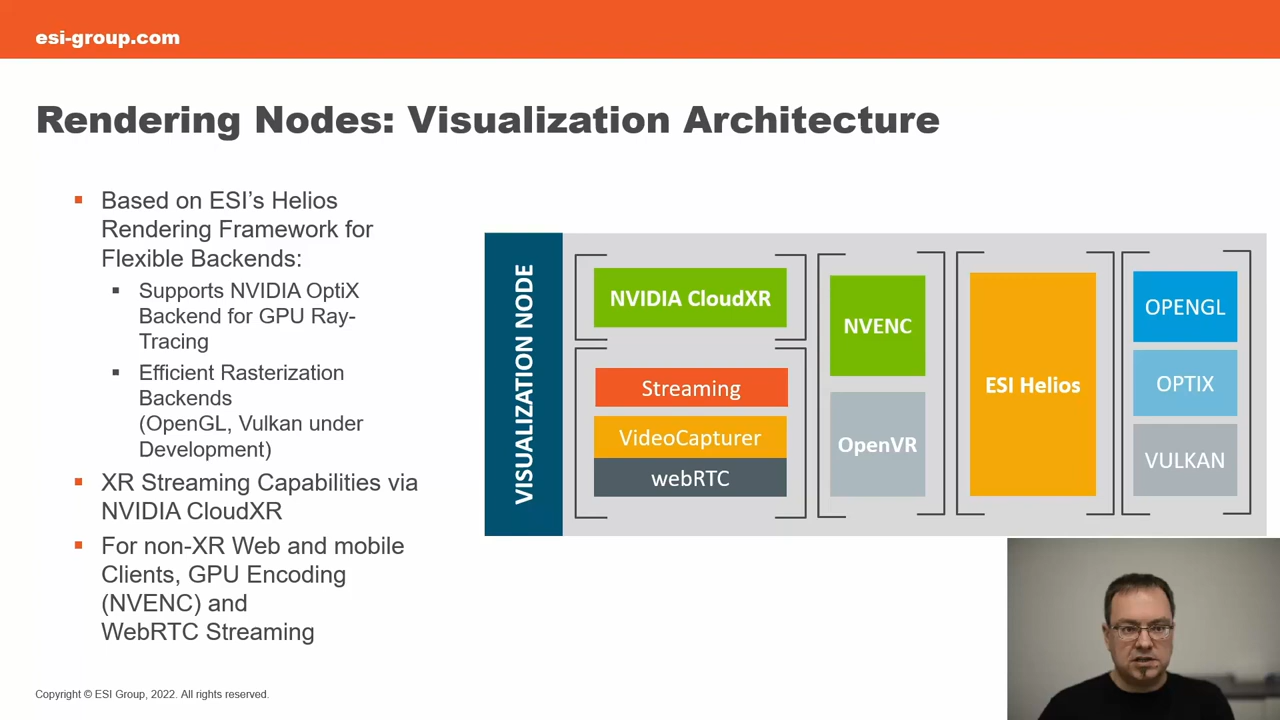 esi-group.com
Rendering Nodes: Visualization Architecture
Based on ESI’s Helios
Rendering Framework for
Flexible Backends:
Supports NVIDIA OptiX
Backend for GPU Ray-
Tracing
Efficient Rasterization
Backends
(OpenGL, Vulkan under
Development)
XR Streaming Capabilities via
NVIDIA CloudXR
For non-XR Web and mobile
Clients, GPU Encoding
(NVENC) and
WebRTC Streaming
VISUALIZATION NODE
NVIDIA CloudXR
Streaming
VideoCapturer
webRTC
NVENC
OpenVR
ESI Helios
OPENGL
OPTIX
VULKAN
Copyright © ESI Group, 2022. All rights reserved.